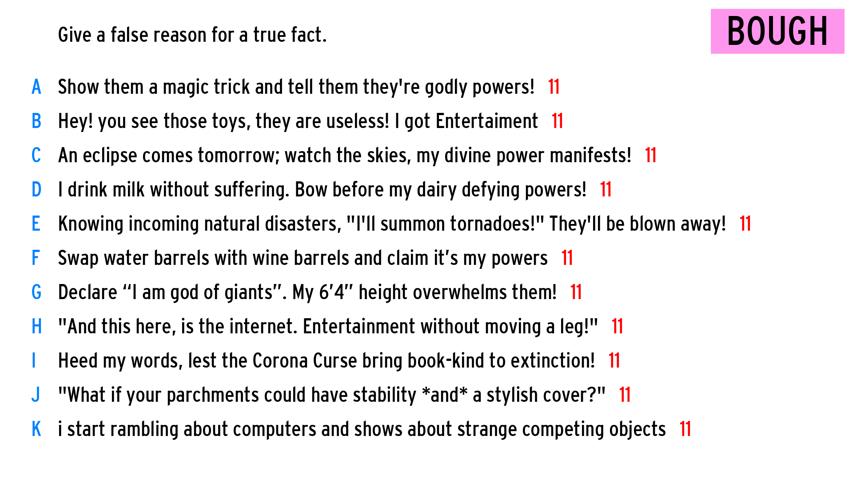 Give a false reason for a true fact.
BOUGH
A Show them a magic trick and tell them they're godly powers! 11
B Hey! you see those toys, they are useless! I got Entertaiment 11
C An eclipse comes tomorrow; watch the skies, my divine power manifests! 11
D I drink milk without suffering. Bow before my dairy defying powers! 11
E Knowing incoming natural disasters, "I'll summon tornadoes!" They'll be blown away! 11
F Swap water barrels with wine barrels and claim it’s my powers 11
G Declare “I am god of giants”. My 6’4” height overwhelms them! 11
H "And this here, is the internet. Entertainment without moving a leg!" 11
I Heed my words, lest the Corona Curse bring book-kind to extinction! 11
J "What if your parchments could have stability *and* a stylish cover?" 11
K i start rambling about computers and shows about strange competing objects 11